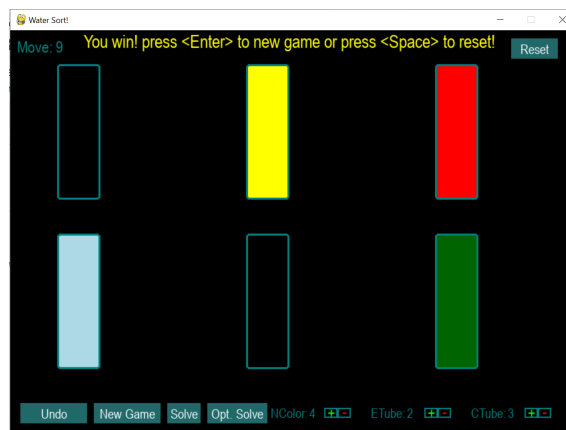 Water Sort!
Move: 9 You win! press <Enter> to new game or press <Space> to reset! Reset
Undo New Game Solve Opt. Solve NColor: 4 + - ETube: 2 + - CTube: 3 + -